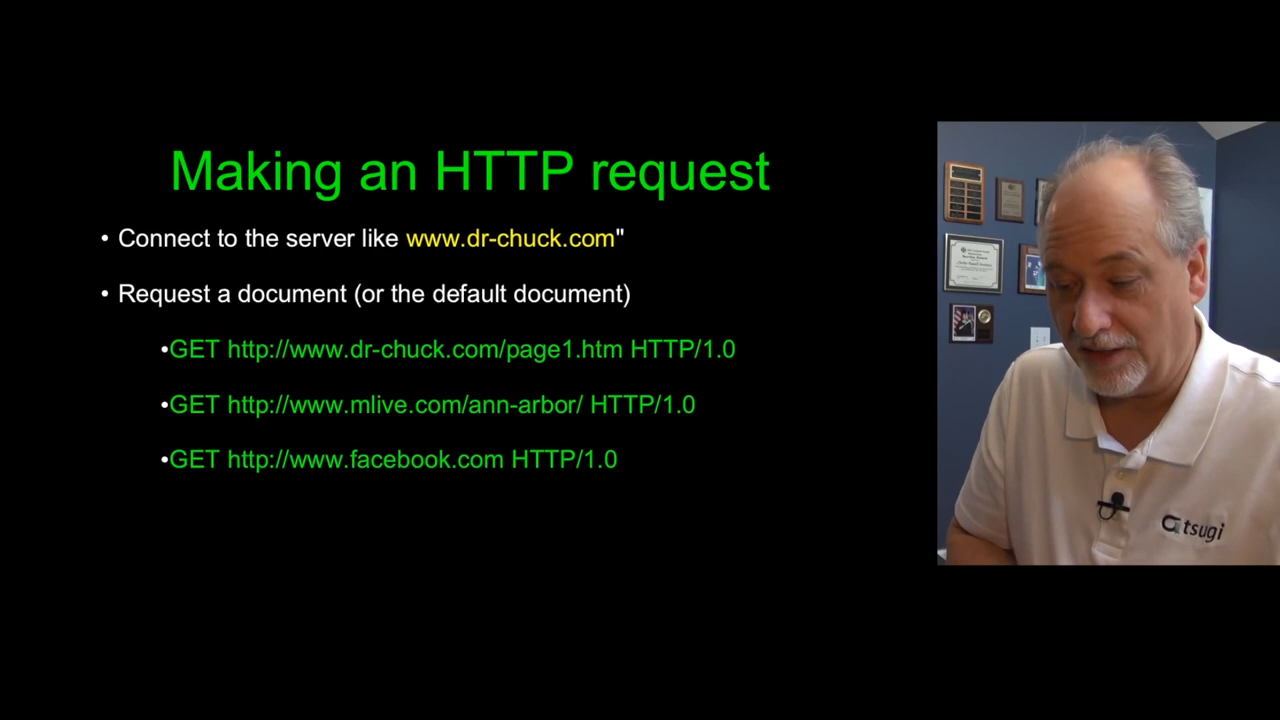 Making an HTTP request
• Connect to the server like www.dr-chuck.com"
• Request a document (or the default document)
•GET http://www.dr-chuck.com/page1.htm HTTP/1.0
•GET http://www.mlive.com/ann-arbor/ HTTP/1.0
•GET http://www.facebook.com HTTP/1.0
tsugi